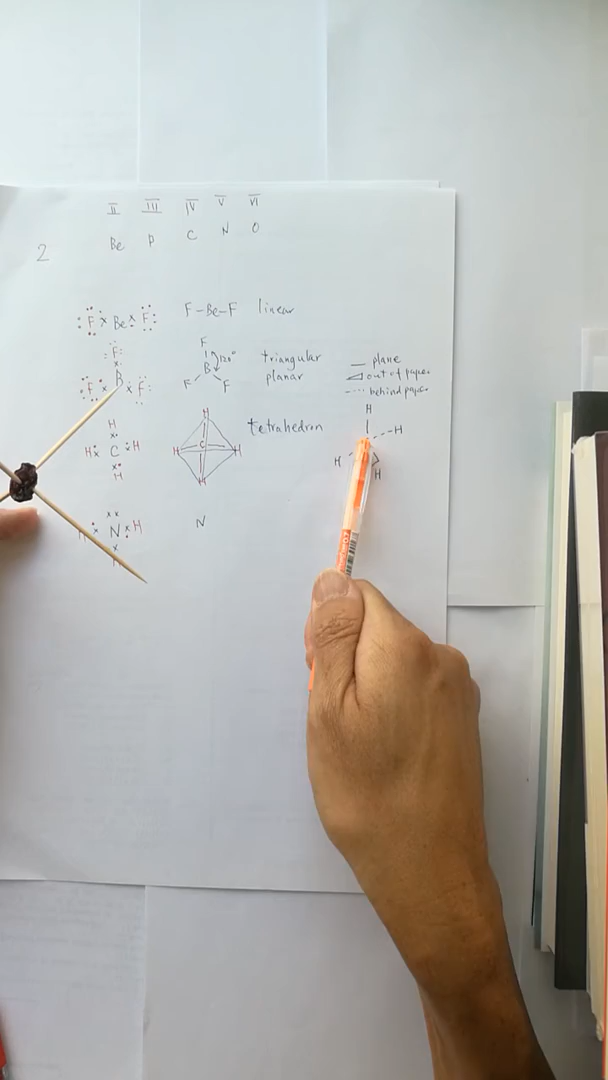 II III IV V VI
2 Be B C N O
F Be F F-Be-F linear
F
F B F
F
B 120°
F F
triangular
planar
plane
out of paper
behind paper
H
H C H
H
H
H C H
H
tetrahedron
H
H
H
H
N H
H
N